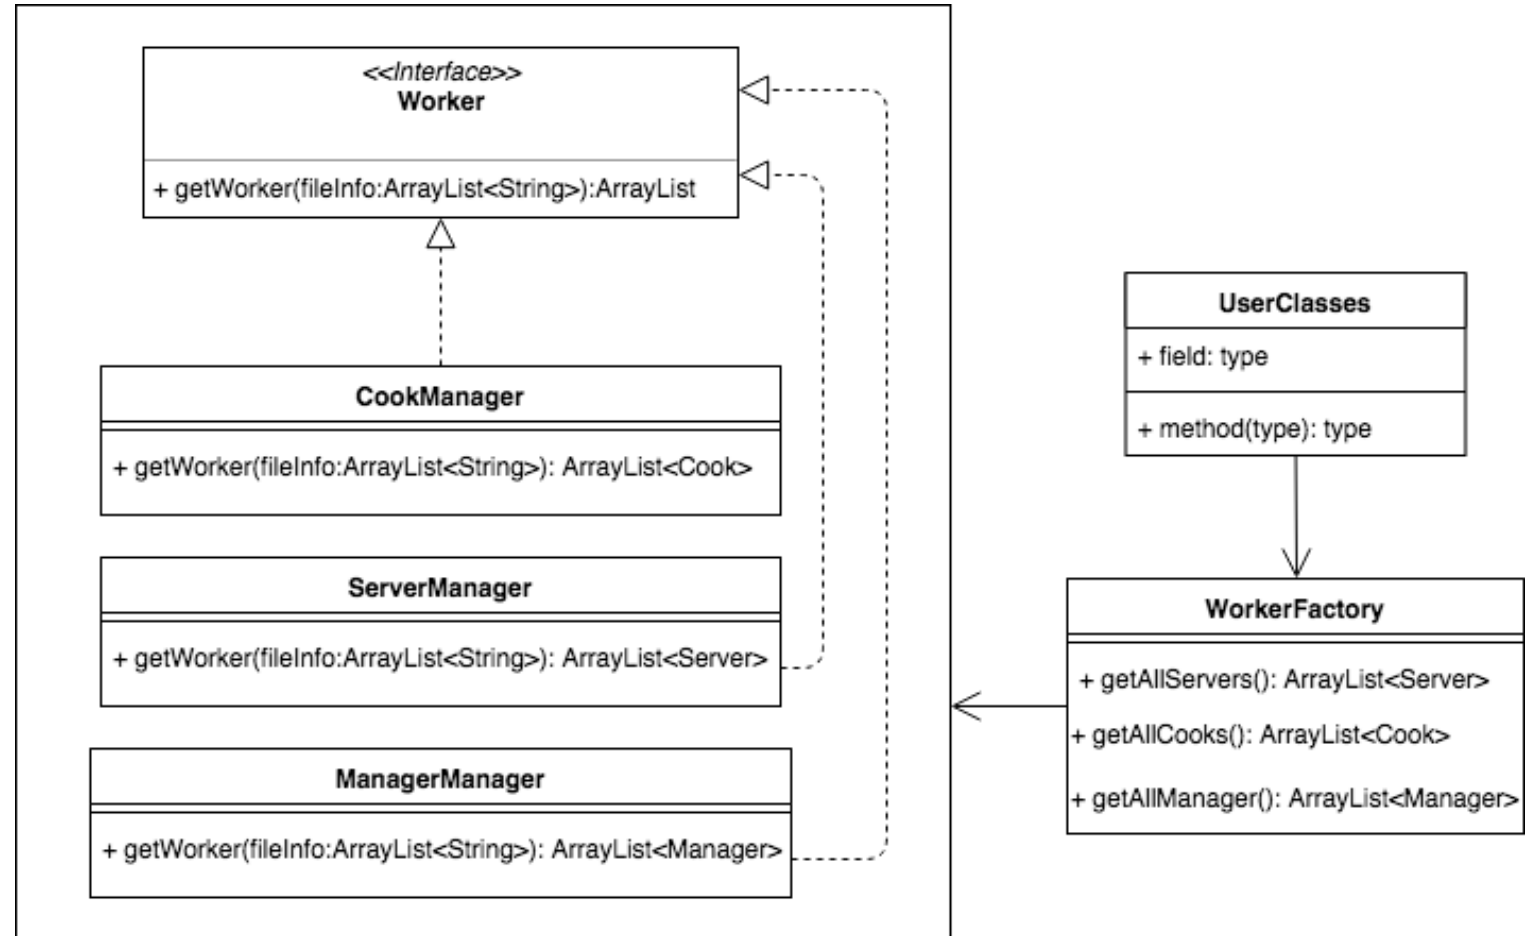 <<Interface>>
Worker
+ getWorker(fileInfo:ArrayList<String>):ArrayList
CookManager
+ getWorker(fileInfo:ArrayList<String>): ArrayList<Cook>
ServerManager
+ getWorker(fileInfo:ArrayList<String>): ArrayList<Server>
ManagerManager
+ getWorker(fileInfo:ArrayList<String>): ArrayList<Manager>
UserClasses
+ field: type
+ method(type): type
WorkerFactory
+ getAllServers(): ArrayList<Server>
+ getAllCooks(): ArrayList<Cook>
+ getAllManager(): ArrayList<Manager>